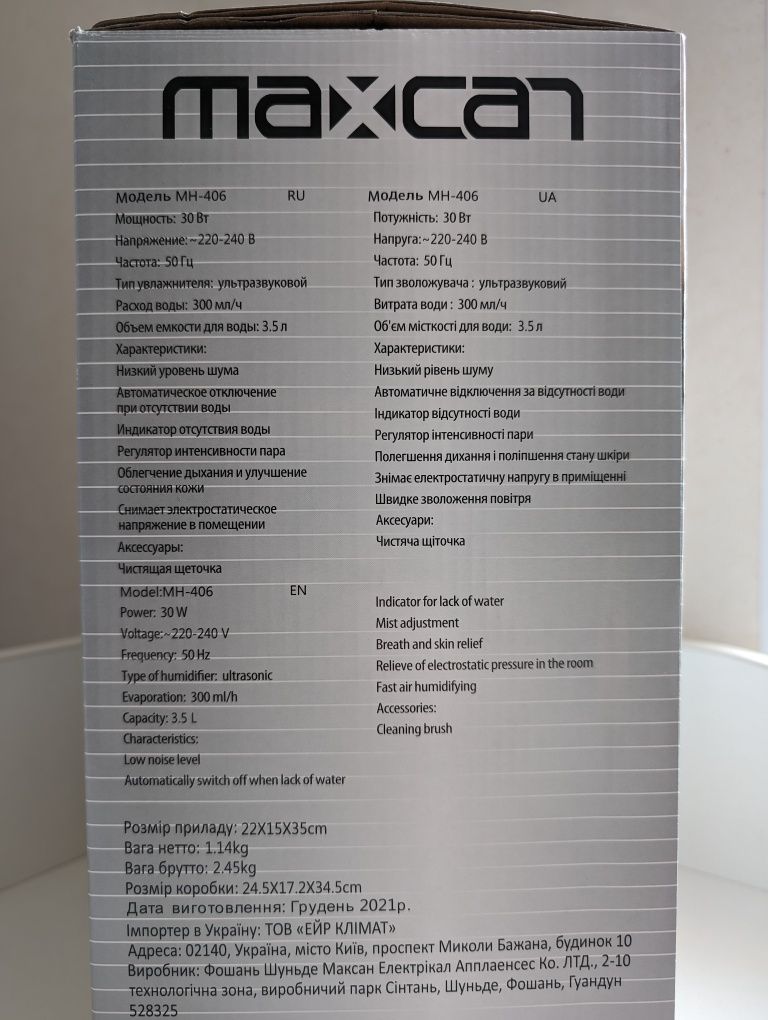 maxcan
Модель MH-406 RU
Мощность: 30 Вт
Напряжение:~220-240 В
Частота: 50 Гц
Тип увлажнителя: ультразвуковой
Расход воды: 300 мл/ч
Объем емкости для воды: 3.5 л
Характеристики:
Низкий уровень шума
Автоматическое отключение
при отсутствии воды
Индикатор отсутствия воды
Регулятор интенсивности пара
Облегчение дыхания и улучшение
состояния кожи
Снимает электростатическое
напряжение в помещении
Аксессуары:
Чистящая щеточка
Модель MH-406 UA
Потужність: 30 Вт
Напруга:~220-240 В
Частота: 50 Гц
Тип зволожувача : ультразвуковий
Витрата води : 300 мл/ч
Об'єм місткості для води: 3.5 л
Характеристики:
Низький рівень шуму
Автоматичне відключення за відсутності води
Індикатор відсутності води
Регулятор інтенсивності пари
Полегшення дихання і поліпшення стану шкіри
Знімає електростатичну напругу в приміщенні
Швидке зволоження повітря
Аксесуари:
Чистяча щіточка
Model:MH-406 EN
Power: 30 W
Voltage:~220-240 V
Frequency: 50 Hz
Type of humidifier: ultrasonic
Evaporation: 300 ml/h
Capacity: 3.5 L
Characteristics:
Low noise level
Automatically switch off when lack of water
Indicator for lack of water
Mist adjustment
Breath and skin relief
Relieve of electrostatic pressure in the room
Fast air humidifying
Accessories:
Cleaning brush
Розмір приладу: 22X15X35cm
Вага нетто: 1.14kg
Вага брутто: 2.45kg
Розмір коробки: 24.5X17.2X34.5cm
Дата виготовлення: Грудень 2021р.
Імпортер в Україну: ТОВ «ЕЙР КЛІМАТ»
Адреса: 02140, Україна, місто Київ, проспект Миколи Бажана, будинок 10
Виробник: Фошань Шуньде Максан Електрікал Апплаенсес Ко. ЛТД., 2-10
технологічна зона, виробничий парк Сінтань, Шуньде, Фошань, Гуандун
528325